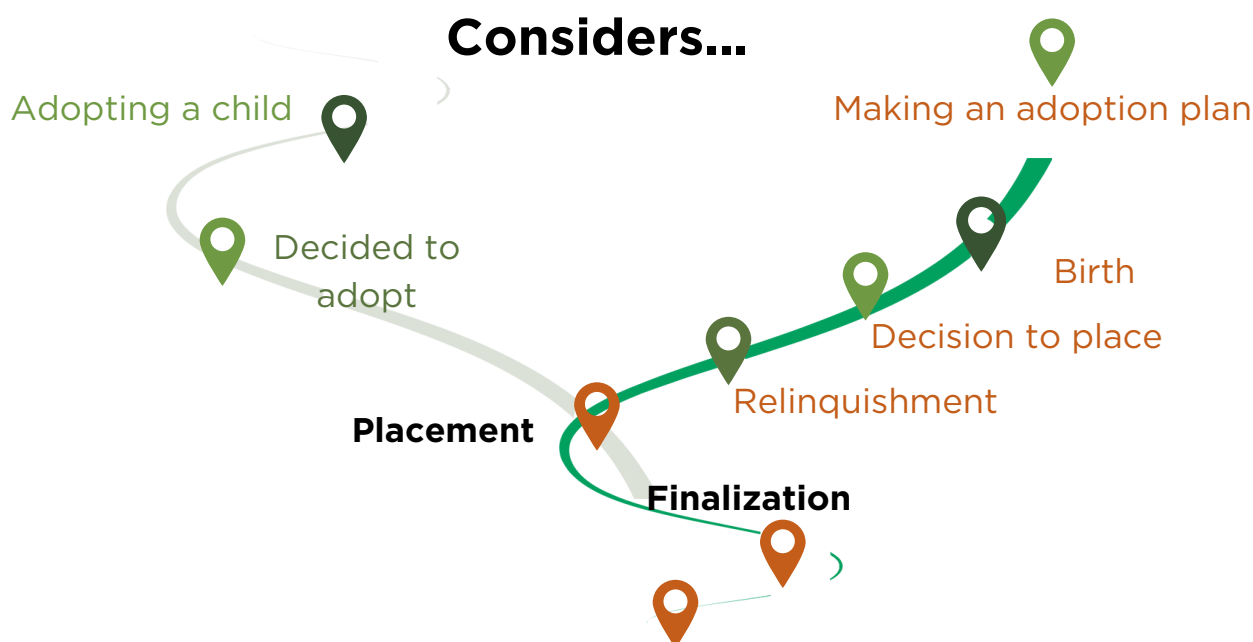 Considers...
Adopting a child
Making an adoption plan
Decided to
adopt
Birth
Decision to place
Relinquishment
Placement
Finalization